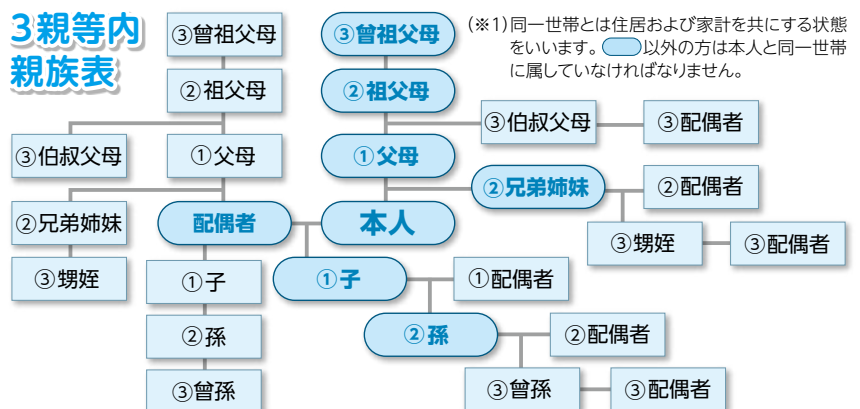 3親等内
親族表
(※1)同一世帯とは住居および家計を共にする状態
をいいます。 以外の方は本人と同一世帯
に属していなければなりません。
③曾祖父母
③曾祖父母
②祖父母
②祖父母
③伯叔父母
③配偶者
③伯叔父母
①父母
①父母
②兄弟姉妹
②配偶者
②兄弟姉妹
配偶者
本人
③甥姪
③配偶者
③甥姪
①子
①子
①配偶者
②孫
②孫
②配偶者
③曾孫
③曾孫
③配偶者